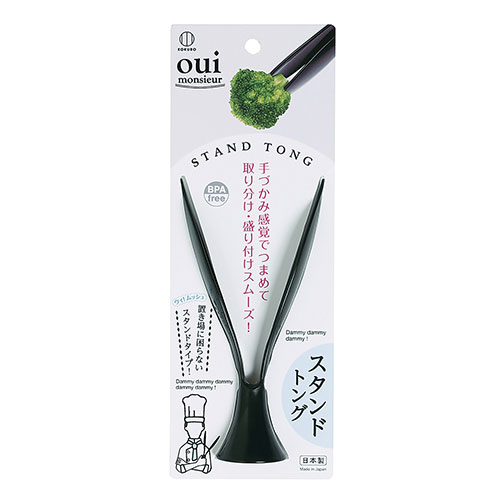 KOKUBO
oui
monsieur
STAND TONG
BPA
free
手づかみ感覚でつまめて
取り分け・盛り付けスムーズ!
ウィ!ムッシュ
置き場に困らない
スタンドタイプ!
Dammy dammy
dammy !
Dammy dammy dammy
dammy dammy !
スタンド
トング
日本製
Made in Japan